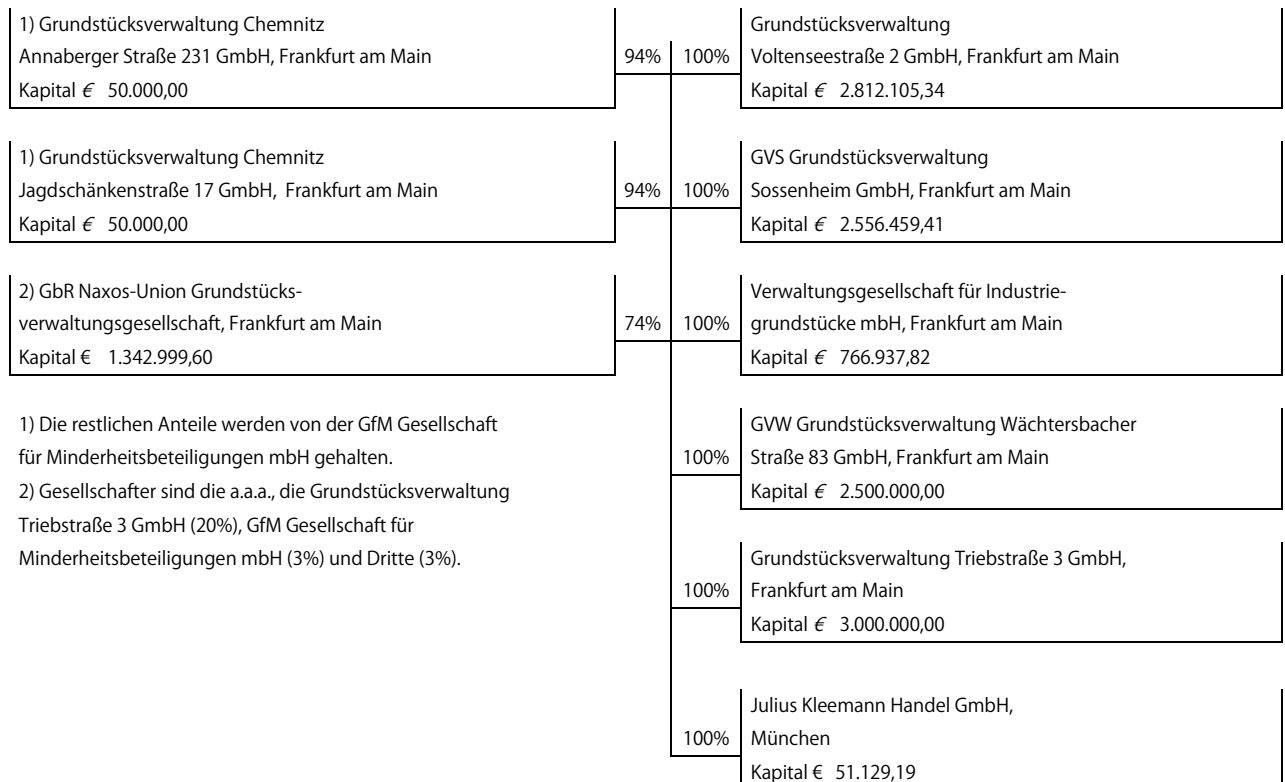 1) Grundstücksverwaltung Chemnitz
Annaberger Straße 231 GmbH, Frankfurt am Main
Kapital € 50.000,00
94%
100%
Grundstücksverwaltung
Voltenseestraße 2 GmbH, Frankfurt am Main
Kapital € 2.812.105,34
1) Grundstücksverwaltung Chemnitz
Jagdschänkenstraße 17 GmbH, Frankfurt am Main
Kapital € 50.000,00
94%
100%
GVS Grundstücksverwaltung
Sossenheim GmbH, Frankfurt am Main
Kapital € 2.556.459,41
2) GbR Naxos-Union Grundstücks-
verwaltungsgesellschaft, Frankfurt am Main
Kapital € 1.342.999,60
74%
100%
Verwaltungsgesellschaft für Industrie-
grundstücke mbH, Frankfurt am Main
Kapital € 766.937,82
1) Die restlichen Anteile werden von der GfM Gesellschaft
für Minderheitsbeteiligungen mbH gehalten.
2) Gesellschafter sind die a.a.a., die Grundstücksverwaltung
Triebstraße 3 GmbH (20%), GfM Gesellschaft für
Minderheitsbeteiligungen mbH (3%) und Dritte (3%).
100%
GVW Grundstücksverwaltung Wächtersbacher
Straße 83 GmbH, Frankfurt am Main
Kapital € 2.500.000,00
100%
Grundstücksverwaltung Triebstraße 3 GmbH,
Frankfurt am Main
Kapital € 3.000.000,00
100%
Julius Kleemann Handel GmbH,
München
Kapital € 51.129,19